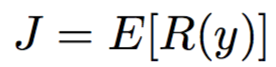 J = E[R(y)]